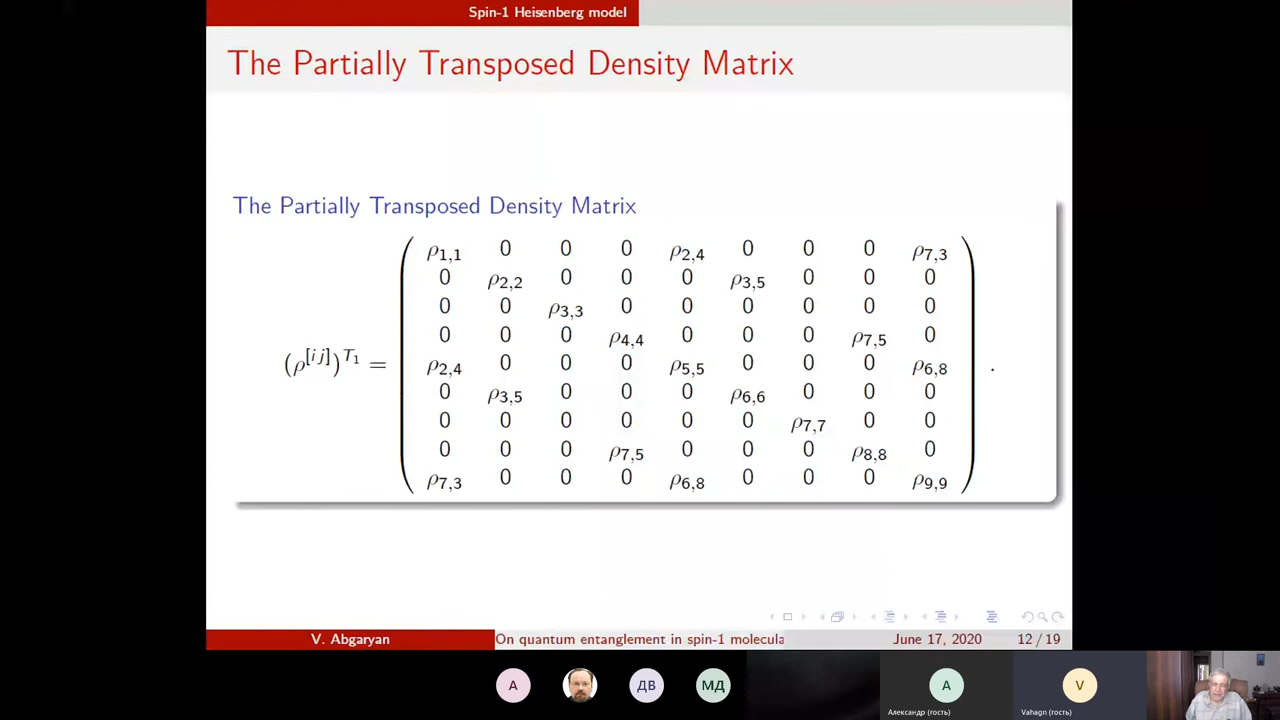 Spin-1 Heisenberg model
The Partially Transposed Density Matrix
The Partially Transposed Density Matrix
ρ1,1 0 0 0 ρ2,4 0 0 0 ρ7,3
0 ρ2,2 0 0 0 ρ3,5 0 0 0
0 0 ρ3,3 0 0 0 0 0 0
0 0 0 ρ4,4 0 0 0 ρ7,5 0
(ρ[i j])T1 = ρ2,4 0 0 0 ρ5,5 0 0 0 ρ6,8 .
0 ρ3,5 0 0 0 ρ6,6 0 0 0
0 0 0 0 0 0 ρ7,7 0 0
0 0 0 ρ7,5 0 0 0 ρ8,8 0
ρ7,3 0 0 0 ρ6,8 0 0 0 ρ9,9
V. Abgaryan On quantum entanglement in spin-1 molecula June 17, 2020 12 / 19
А ДВ МД А V
Александр (гость) Vahagn (гость)